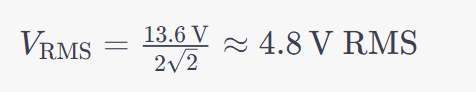 V_RMS = 13.6 V / 2√2 ≈ 4.8 V RMS